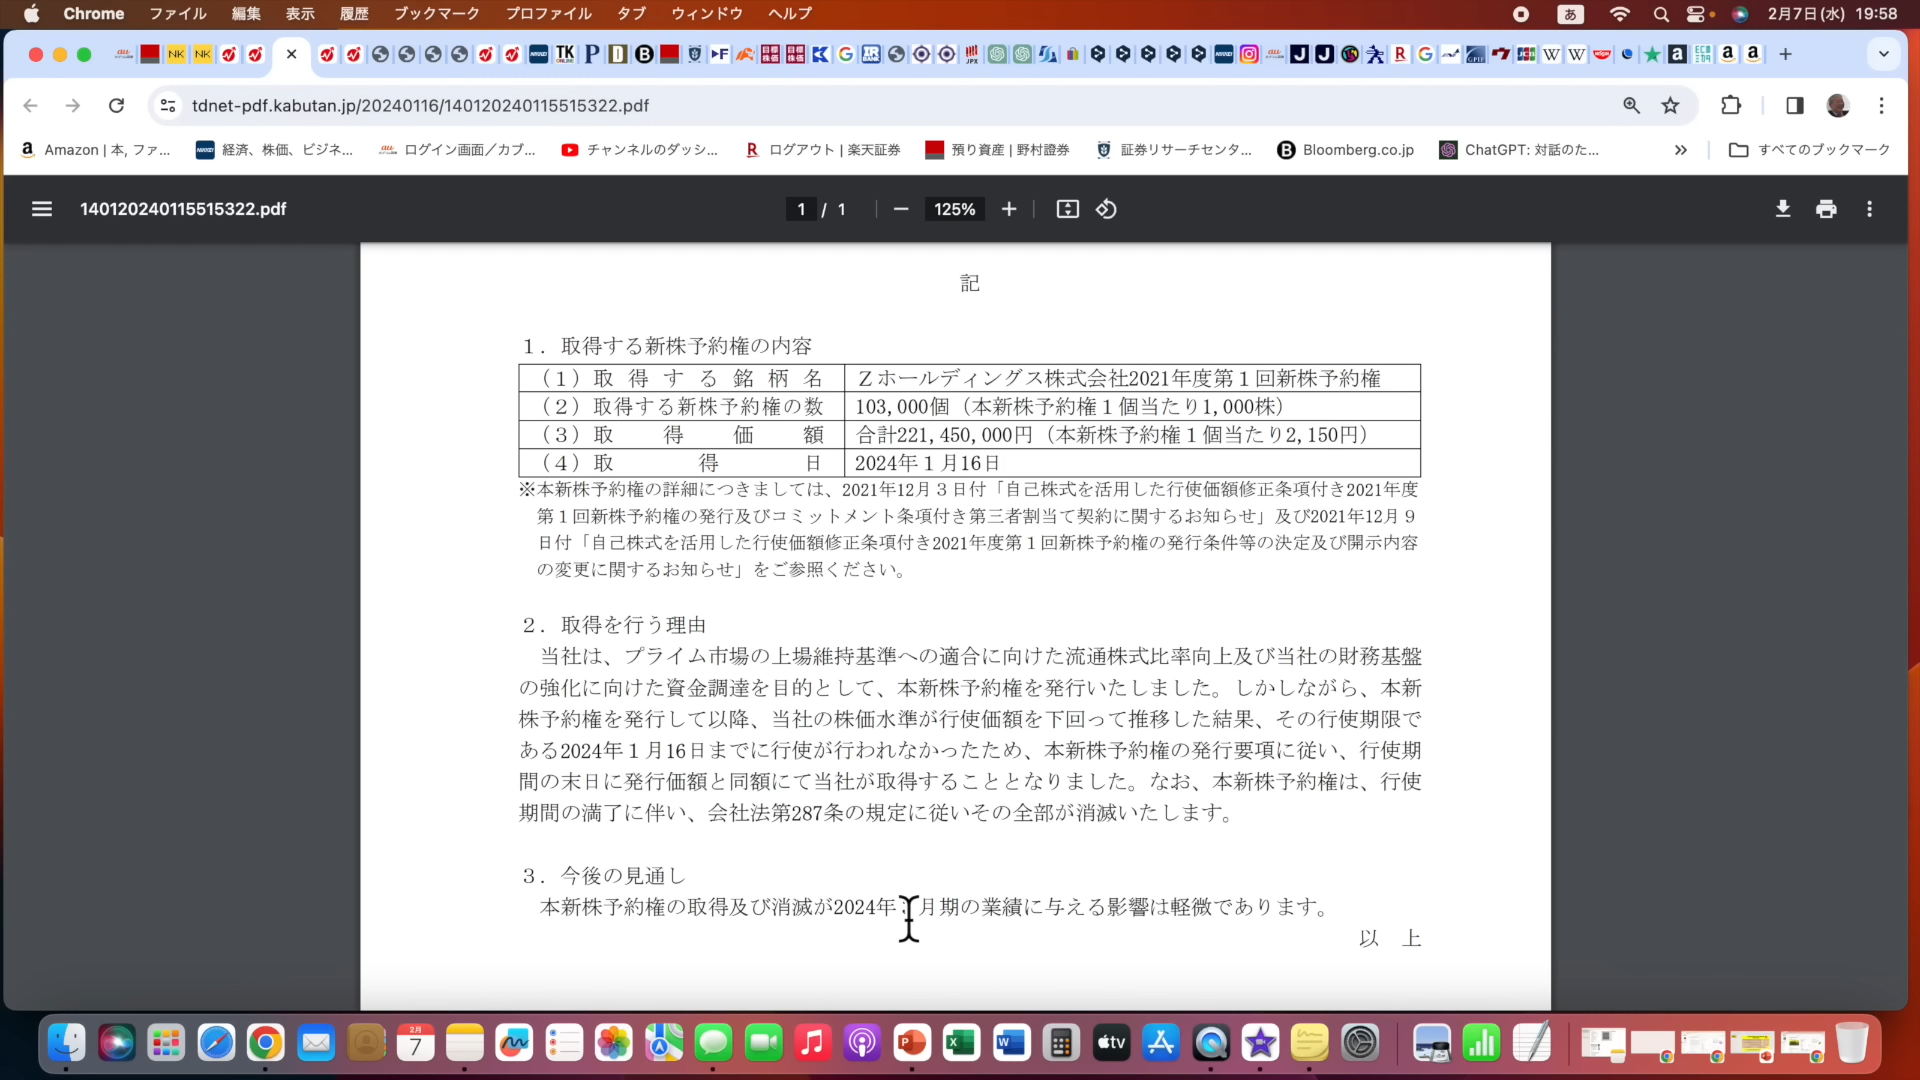 Chrome ファイル 編集 表示 履歴 ブックマーク プロファイル タブ ウィンドウ ヘルプ あ 2月7日(水) 19:58
tdnet-pdf.kabutan.jp/20240116/140120240115515322.pdf
Amazon | 本, ファ... 経済、株価、ビジネ... ログイン画面／カブ... チャンネルのダッシ... ログアウト | 楽天証券 預り資産 | 野村證券 証券リサーチセンタ... Bloomberg.co.jp ChatGPT: 対話のた... » すべてのブックマーク
140120240115515322.pdf 1 / 1 125%
記
１．取得する新株予約権の内容
（１）取得する銘柄名 Ｚホールディングス株式会社2021年度第１回新株予約権
（２）取得する新株予約権の数 103,000個（本新株予約権１個当たり1,000株）
（３）取得価額 合計221,450,000円（本新株予約権１個当たり2,150円）
（４）取得日 2024年１月16日
※本新株予約権の詳細につきましては、2021年12月３日付「自己株式を活用した行使価額修正条項付き2021年度
第１回新株予約権の発行及びコミットメント条項付き第三者割当て契約に関するお知らせ」及び2021年12月９
日付「自己株式を活用した行使価額修正条項付き2021年度第１回新株予約権の発行条件等の決定及び開示内容
の変更に関するお知らせ」をご参照ください。
２．取得を行う理由
当社は、プライム市場の上場維持基準への適合に向けた流通株式比率向上及び当社の財務基盤
の強化に向けた資金調達を目的として、本新株予約権を発行いたしました。しかしながら、本新
株予約権を発行して以降、当社の株価水準が行使価額を下回って推移した結果、その行使期限で
ある2024年１月16日までに行使が行われなかったため、本新株予約権の発行要項に従い、行使期
間の末日に発行価額と同額にて当社が取得することとなりました。なお、本新株予約権は、行使
期間の満了に伴い、会社法第287条の規定に従いその全部が消滅いたします。
３．今後の見通し
本新株予約権の取得及び消滅が2024年 月期の業績に与える影響は軽微であります。
以 上
2月
7
tv